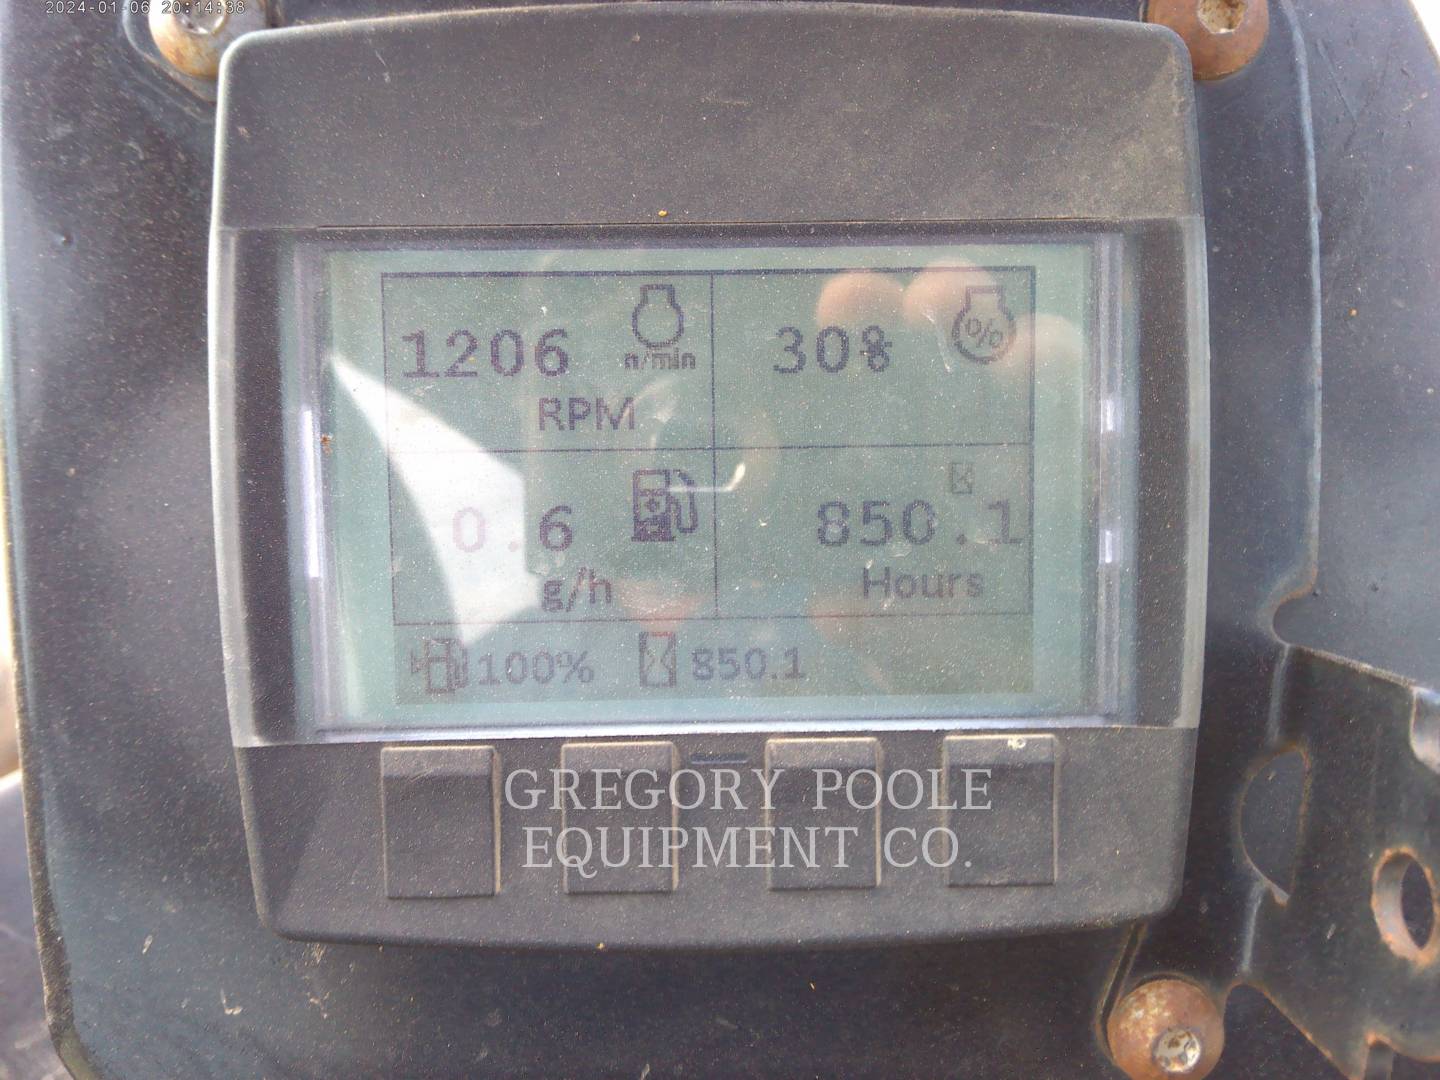 2024-01-06 20:14:38
1206
n/min
RPM
308
%
0.6
g/h
850.1
Hours
100%
850.1
GREGORY POOLE
EQUIPMENT CO.